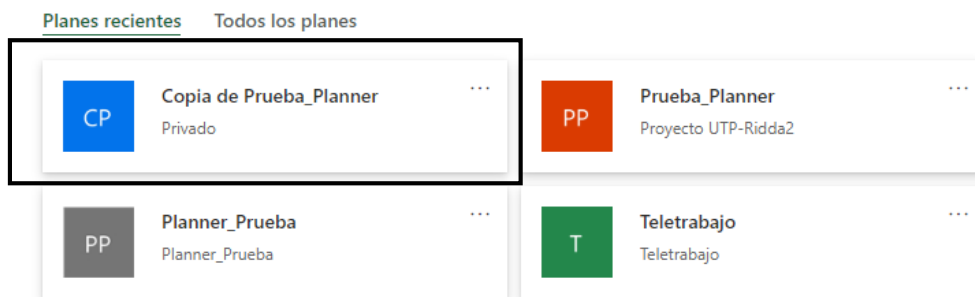 Planes recientes Todos los planes
CP
Copia de Prueba_Planner
Privado
...
PP
Prueba_Planner
Proyecto UTP-Ridda2
...
PP
Planner_Prueba
Planner_Prueba
...
T
Teletrabajo
Teletrabajo
...